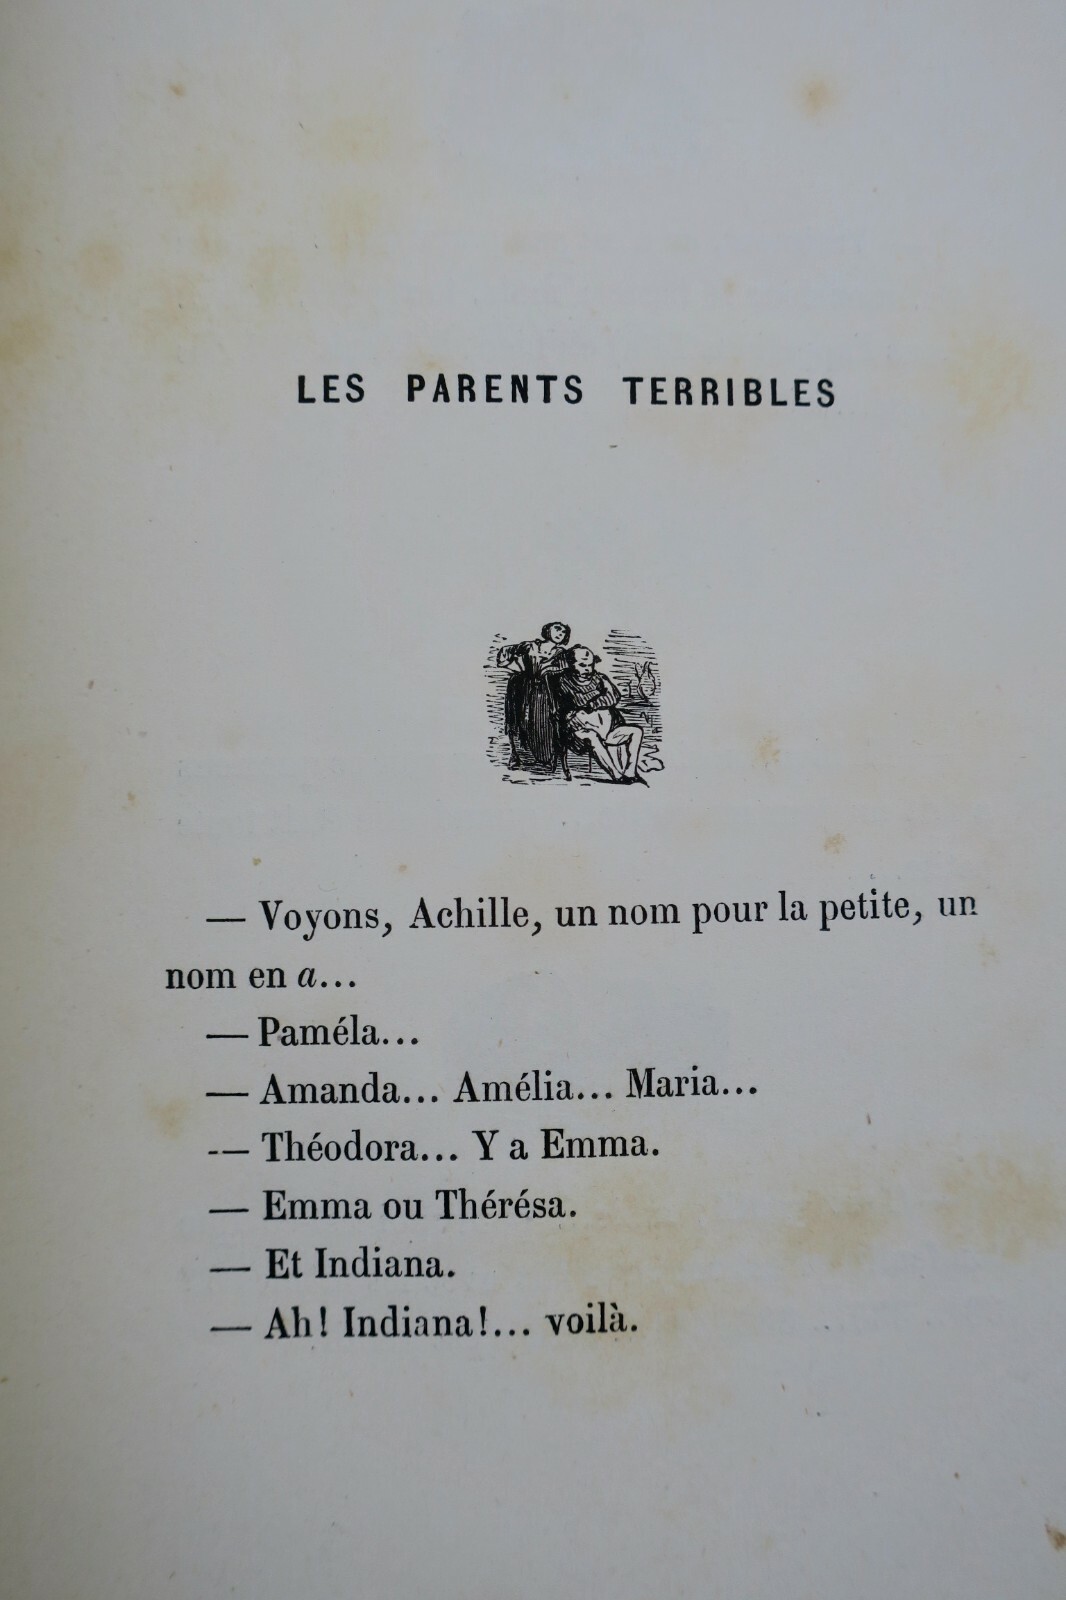 LES PARENTS TERRIBLES
— Voyons, Achille, un nom pour la petite, un
nom en a...
— Paméla...
— Amanda... Amélia... Maria...
— Théodora... Y a Emma.
— Emma ou Thérésa.
— Et Indiana.
— Ah! Indiana!... voilà.